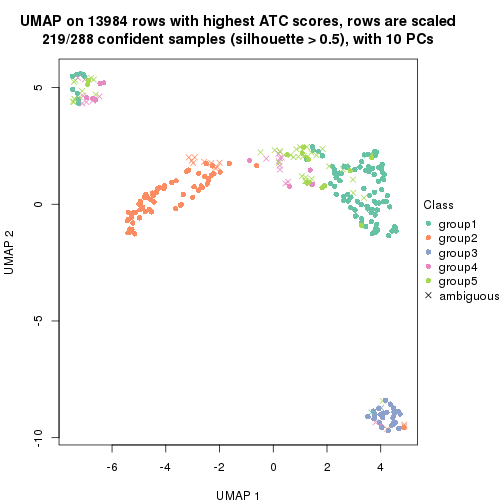 UMAP on 13984 rows with highest ATC scores, rows are scaled
219/288 confident samples (silhouette > 0.5), with 10 PCs
5
0
-5
-10
UMAP 2
-6
-4
-2
0
2
4
UMAP 1
Class
group1
group2
group3
group4
group5
ambiguous